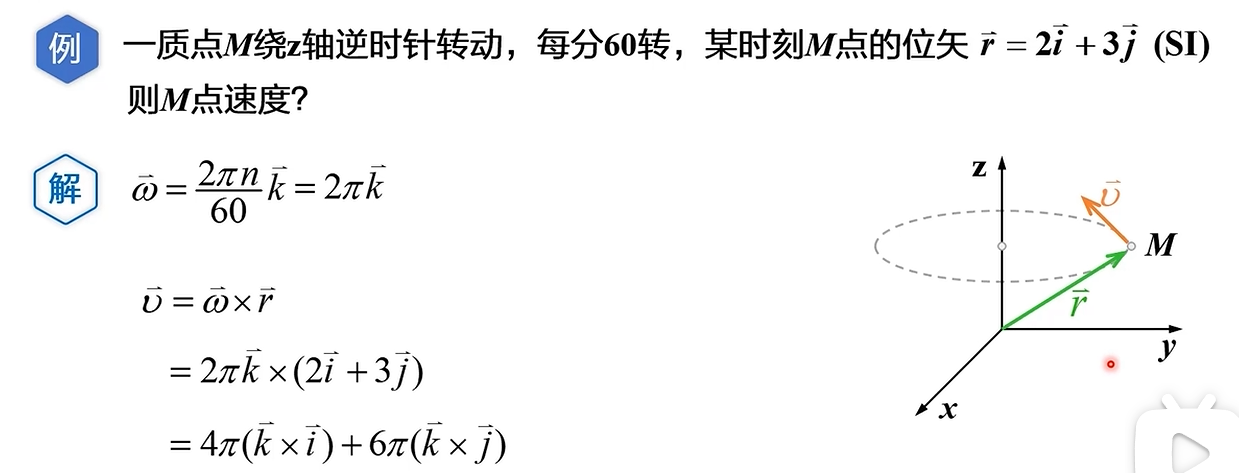 例 一质点M绕z轴逆时针转动，每分60转，某时刻M点的位矢 $\vec{r} = 2\vec{i} + 3\vec{j}$ (SI)
则M点速度？
解 $\vec{\omega} = \frac{2\pi n}{60}\vec{k} = 2\pi\vec{k}$
$\vec{\upsilon} = \vec{\omega} \times \vec{r}$
$= 2\pi\vec{k} \times (2\vec{i} + 3\vec{j})$
$= 4\pi(\vec{k} \times \vec{i}) + 6\pi(\vec{k} \times \vec{j})$
z
$\vec{\upsilon}$
M
$\vec{r}$
y
x